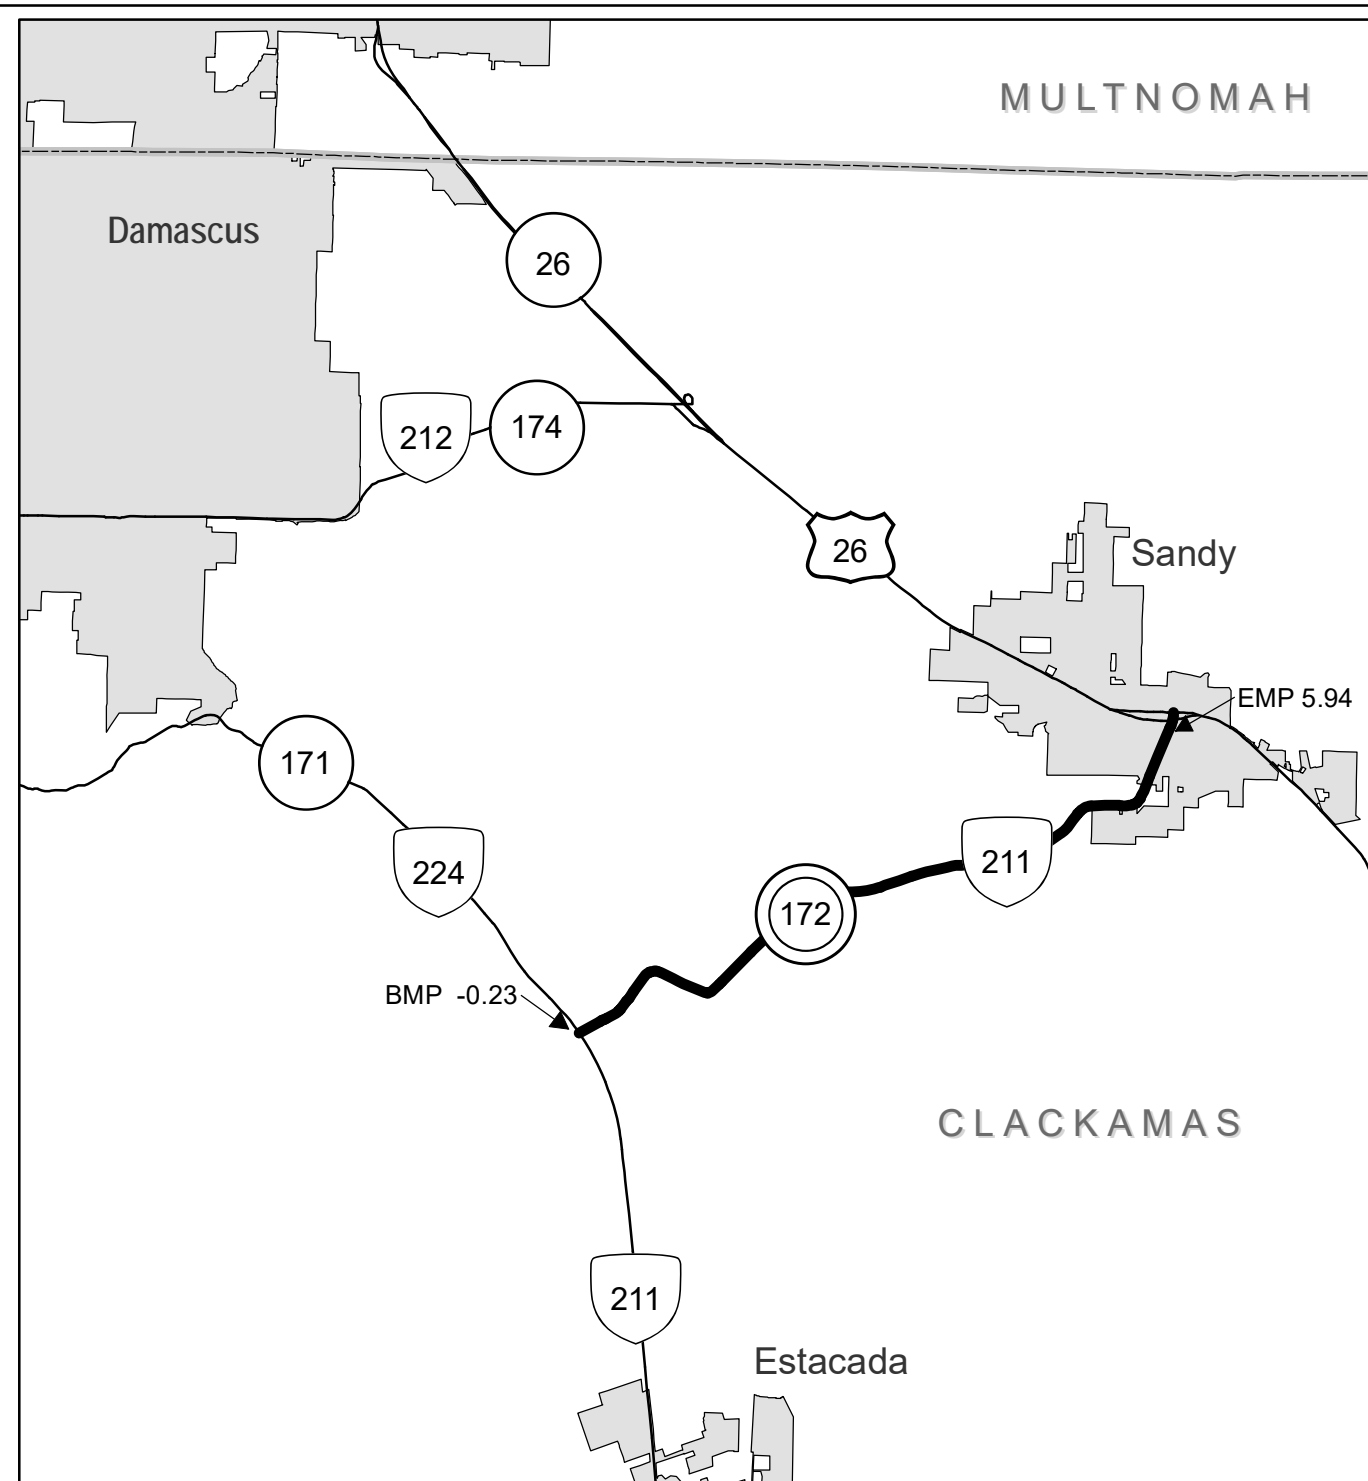 MULTNOMAH
Damascus
26
212
174
26
Sandy
EMP 5.94
171
224
211
172
BMP -0.23
CLACKAMAS
211
Estacada